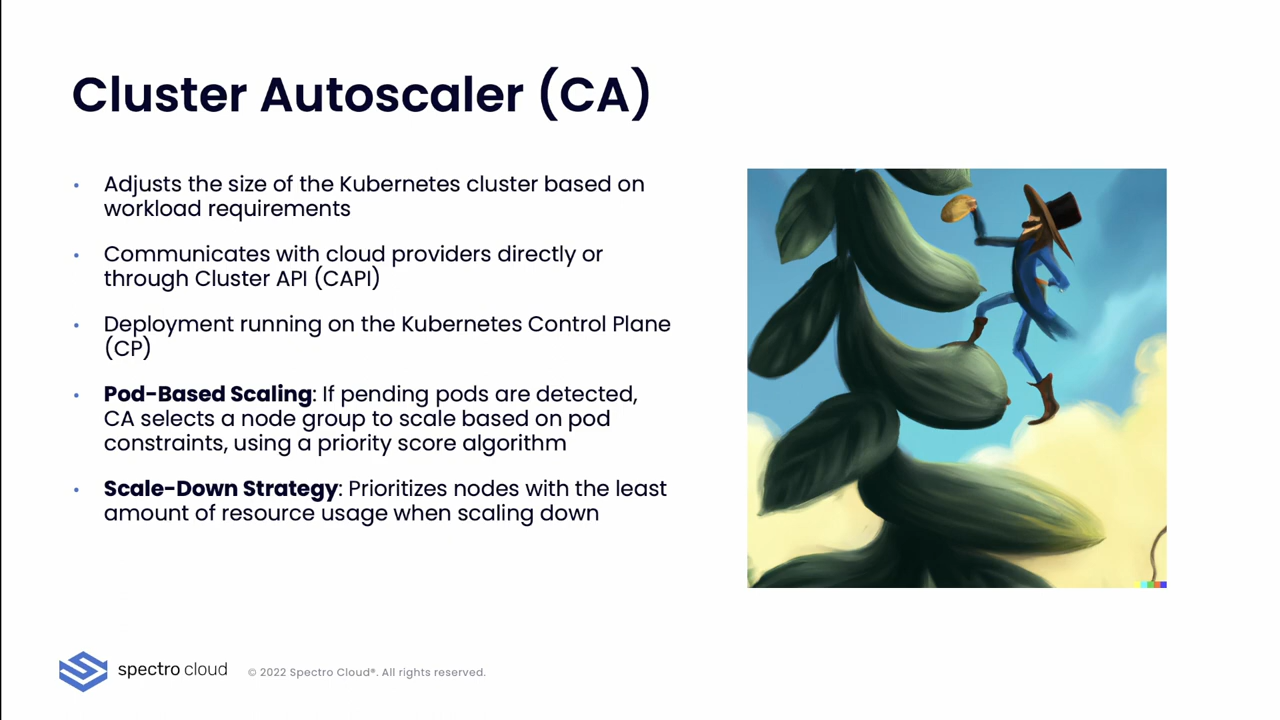 Cluster Autoscaler (CA)
• Adjusts the size of the Kubernetes cluster based on
workload requirements
• Communicates with cloud providers directly or
through Cluster API (CAPI)
• Deployment running on the Kubernetes Control Plane
(CP)
• Pod-Based Scaling: If pending pods are detected,
CA selects a node group to scale based on pod
constraints, using a priority score algorithm
• Scale-Down Strategy: Prioritizes nodes with the least
amount of resource usage when scaling down
spectro cloud
© 2022 Spectro Cloud®. All rights reserved.